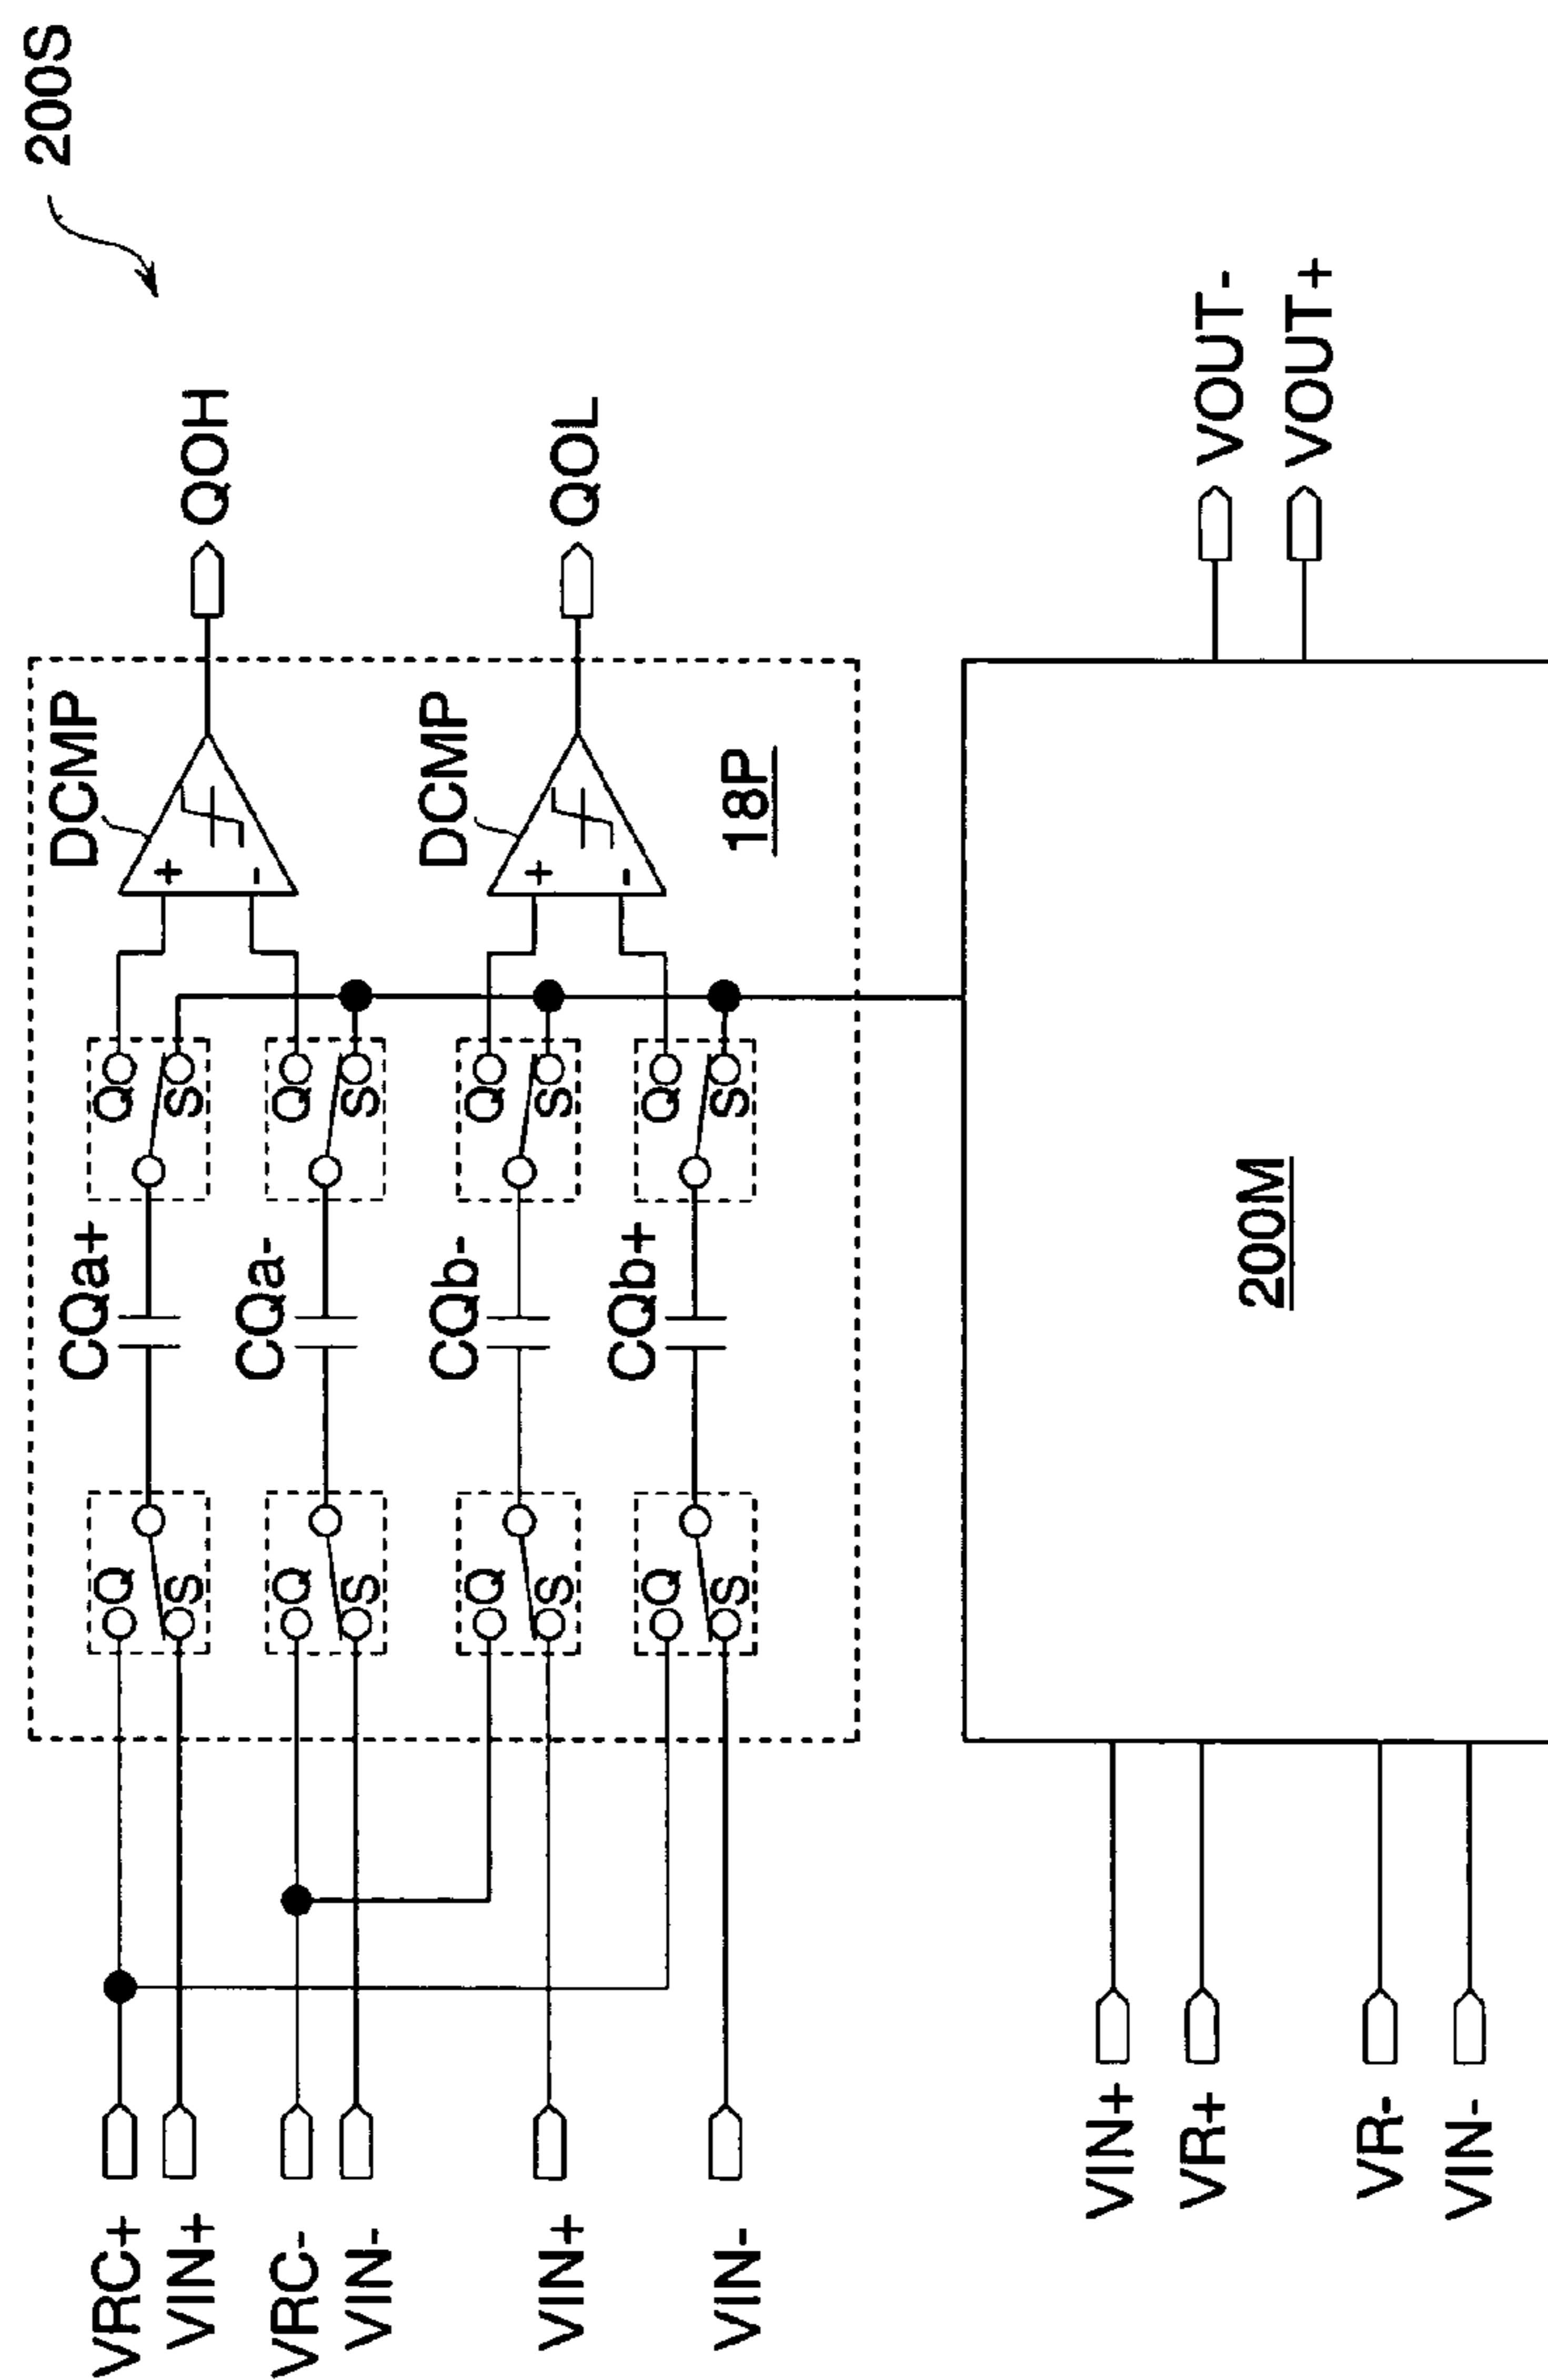 200S
QOH
QOL
DCMP
DCMP
18P
CQa+
Q
S
Q
S
CQa-
Q
S
Q
S
CQb-
Q
S
Q
S
CQb+
Q
S
Q
S
VRC+
VIN+
VRC-
VIN-
VIN+
VIN-
+
-
+
-
200M
VOUT-
VOUT+
VIN+
VR+
VR-
VIN-